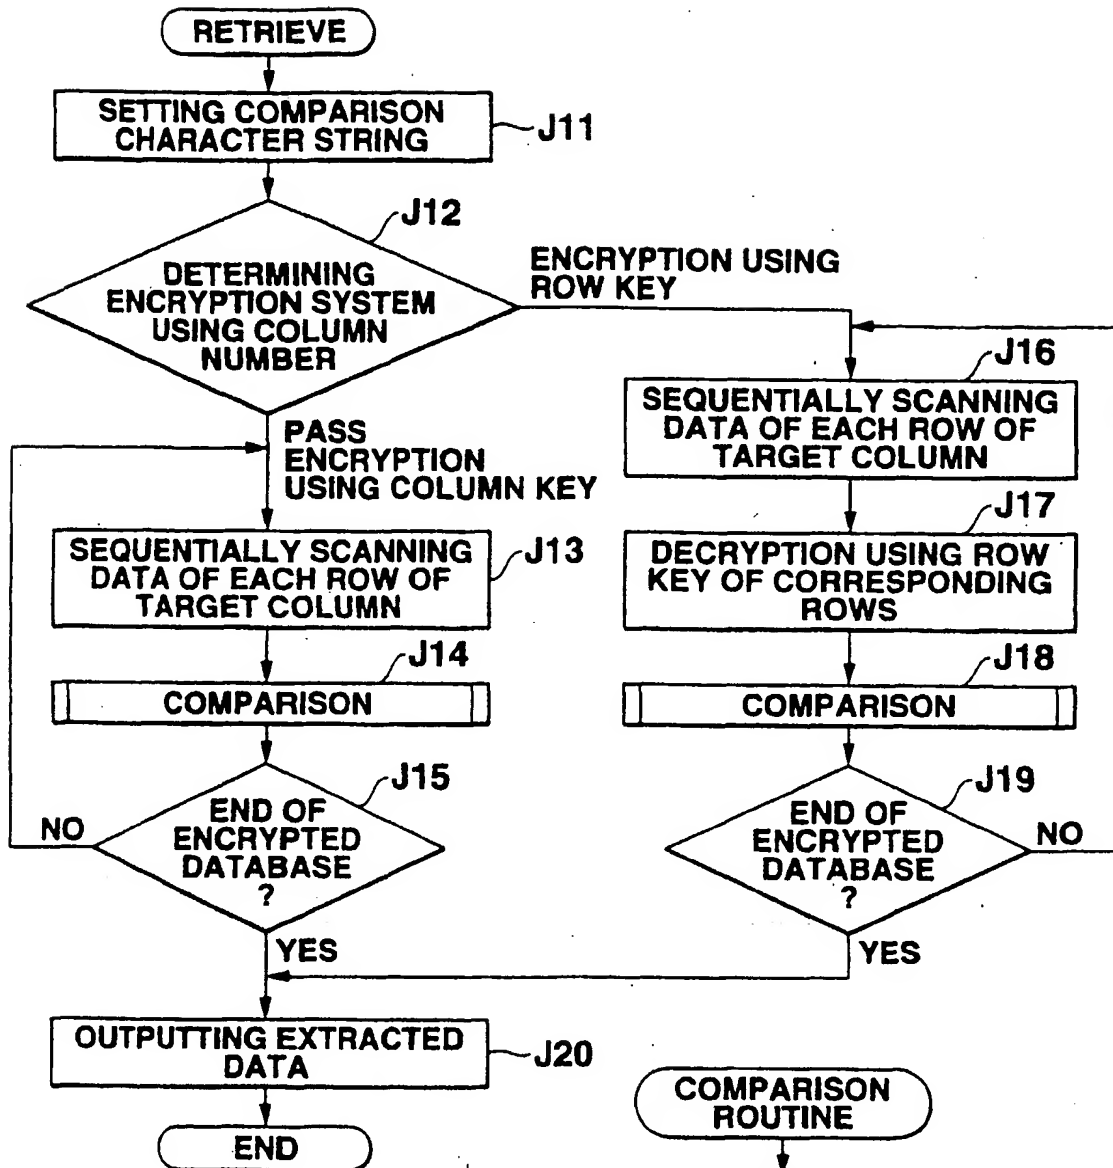 RETRIEVE
SETTING COMPARISON
CHARACTER STRING
J11
J12
DETERMINING
ENCRYPTION SYSTEM
USING COLUMN
NUMBER
ENCRYPTION USING
ROW KEY
PASS
ENCRYPTION
USING COLUMN KEY
SEQUENTIALLY SCANNING
DATA OF EACH ROW OF
TARGET COLUMN
J13
J14
COMPARISON
J15
END OF
ENCRYPTED
DATABASE
?
NO
YES
J16
SEQUENTIALLY SCANNING
DATA OF EACH ROW OF
TARGET COLUMN
J17
DECRYPTION USING ROW
KEY OF CORRESPONDING
ROWS
J18
COMPARISON
J19
END OF
ENCRYPTED
DATABASE
?
NO
YES
OUTPUTTING EXTRACTED
DATA
J20
END
COMPARISON
ROUTINE